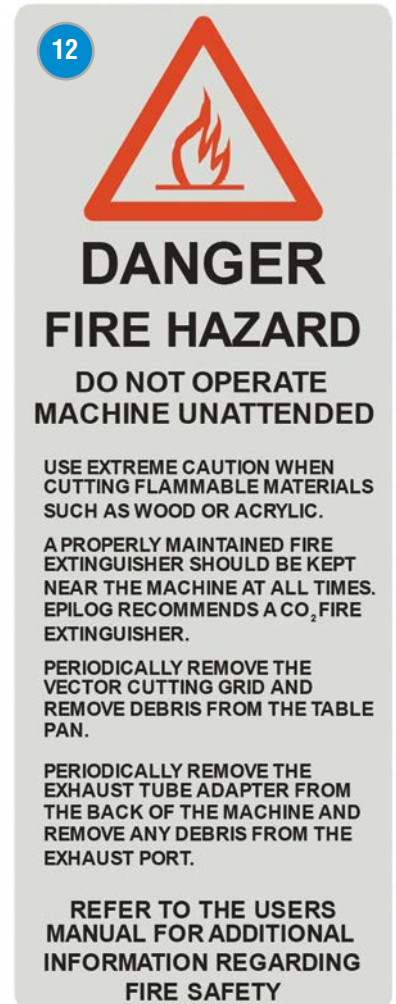 12
DANGER
FIRE HAZARD
DO NOT OPERATE
MACHINE UNATTENDED
USE EXTREME CAUTION WHEN
CUTTING FLAMMABLE MATERIALS
SUCH AS WOOD OR ACRYLIC.
A PROPERLY MAINTAINED FIRE
EXTINGUISHER SHOULD BE KEPT
NEAR THE MACHINE AT ALL TIMES.
EPILOG RECOMMENDS A CO₂ FIRE
EXTINGUISHER.
PERIODICALLY REMOVE THE
VECTOR CUTTING GRID AND
REMOVE DEBRIS FROM THE TABLE
PAN.
PERIODICALLY REMOVE THE
EXHAUST TUBE ADAPTER FROM
THE BACK OF THE MACHINE AND
REMOVE ANY DEBRIS FROM THE
EXHAUST PORT.
REFER TO THE USERS
MANUAL FOR ADDITIONAL
INFORMATION REGARDING
FIRE SAFETY